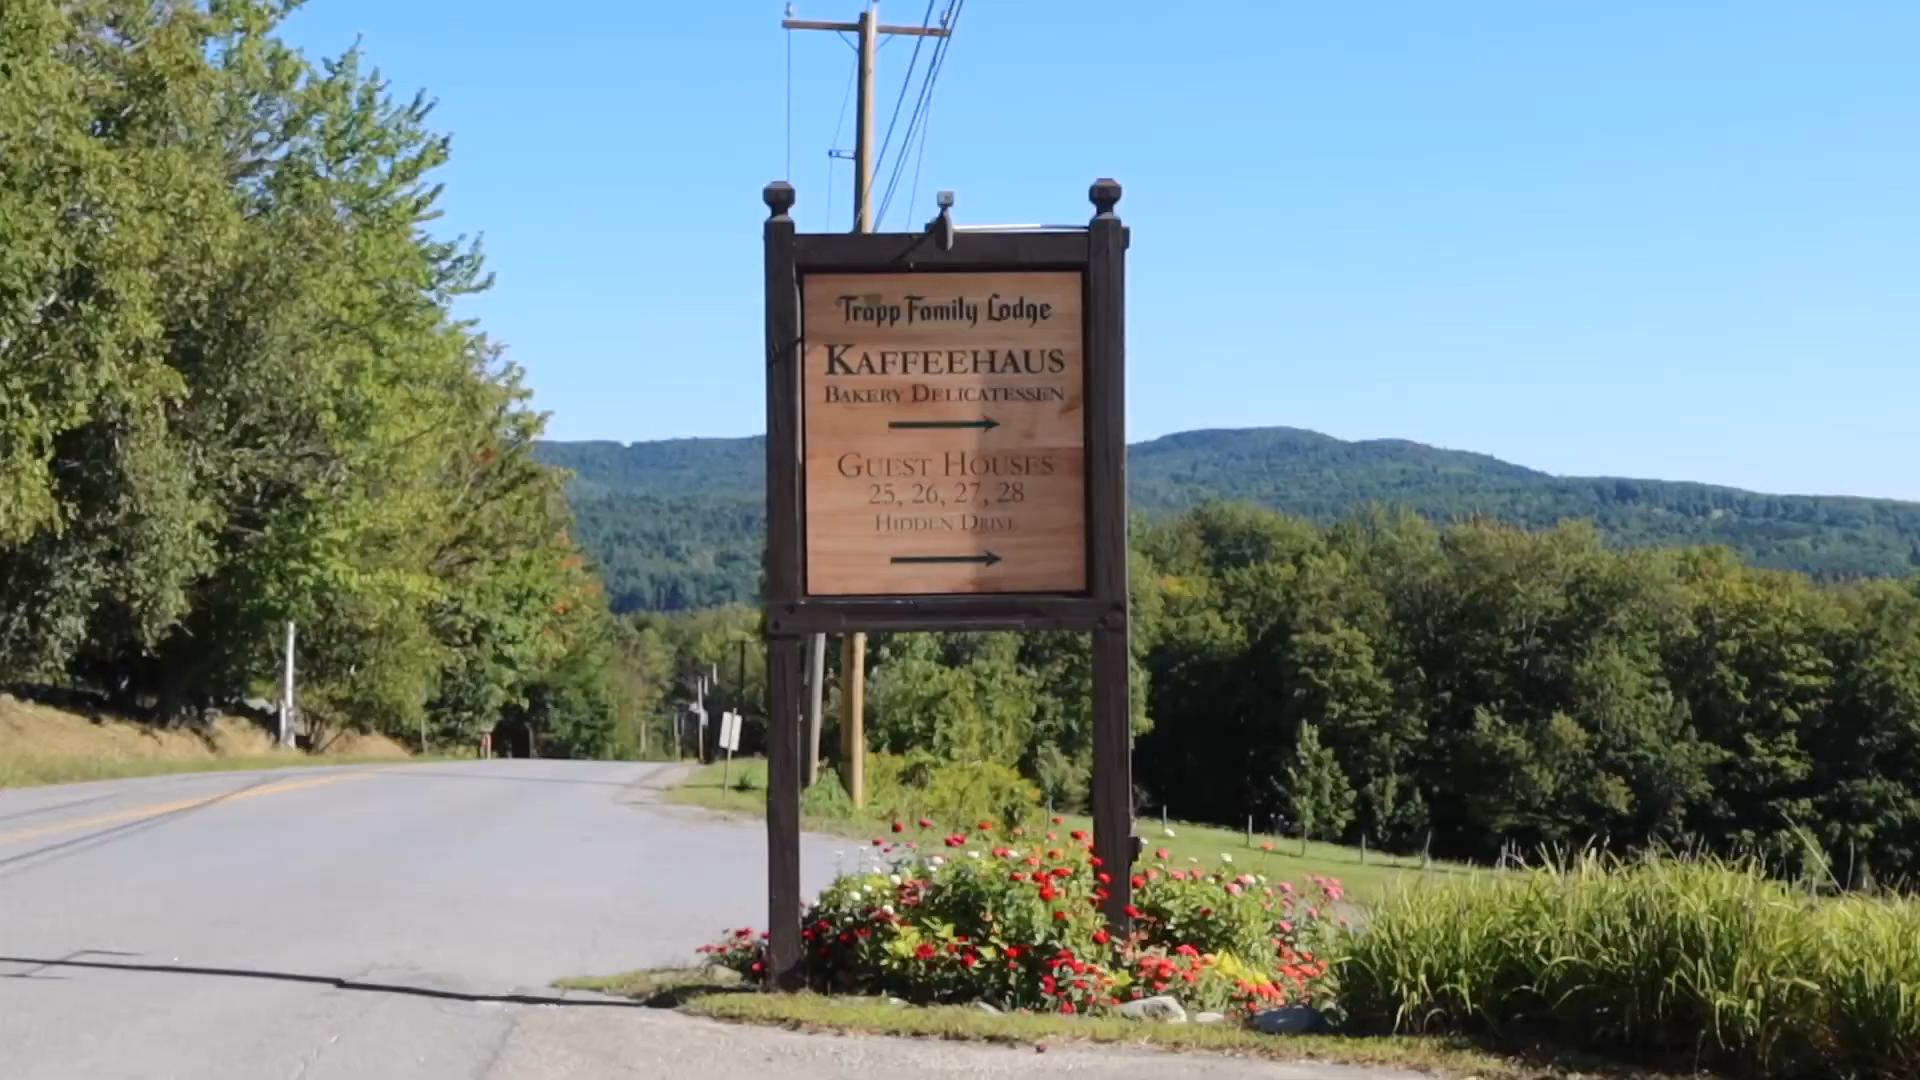 Trapp Family Lodge
KAFFEEHAUS
BAKERY DELICATESSEN
GUEST HOUSES
25, 26, 27, 28
HIDDEN DRIVE